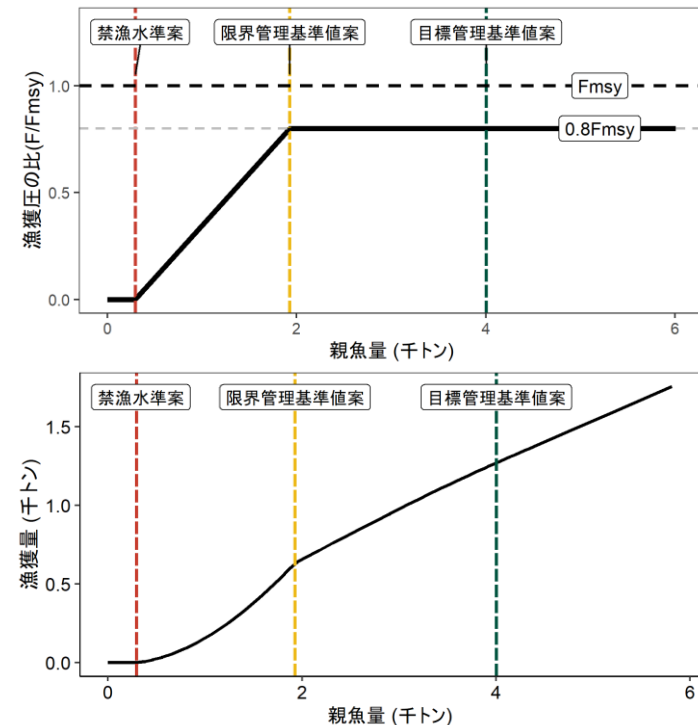 禁漁水準案 限界管理基準値案 目標管理基準値案
1.0
Fmsy
0.8Fmsy
漁獲圧の比(F/Fmsy)
0.5
0.0
0 2 4 6
親魚量 (千トン)
禁漁水準案 限界管理基準値案 目標管理基準値案
1.5
漁獲量 (千トン)
1.0
0.5
0.0
0 2 4 6
親魚量 (千トン)